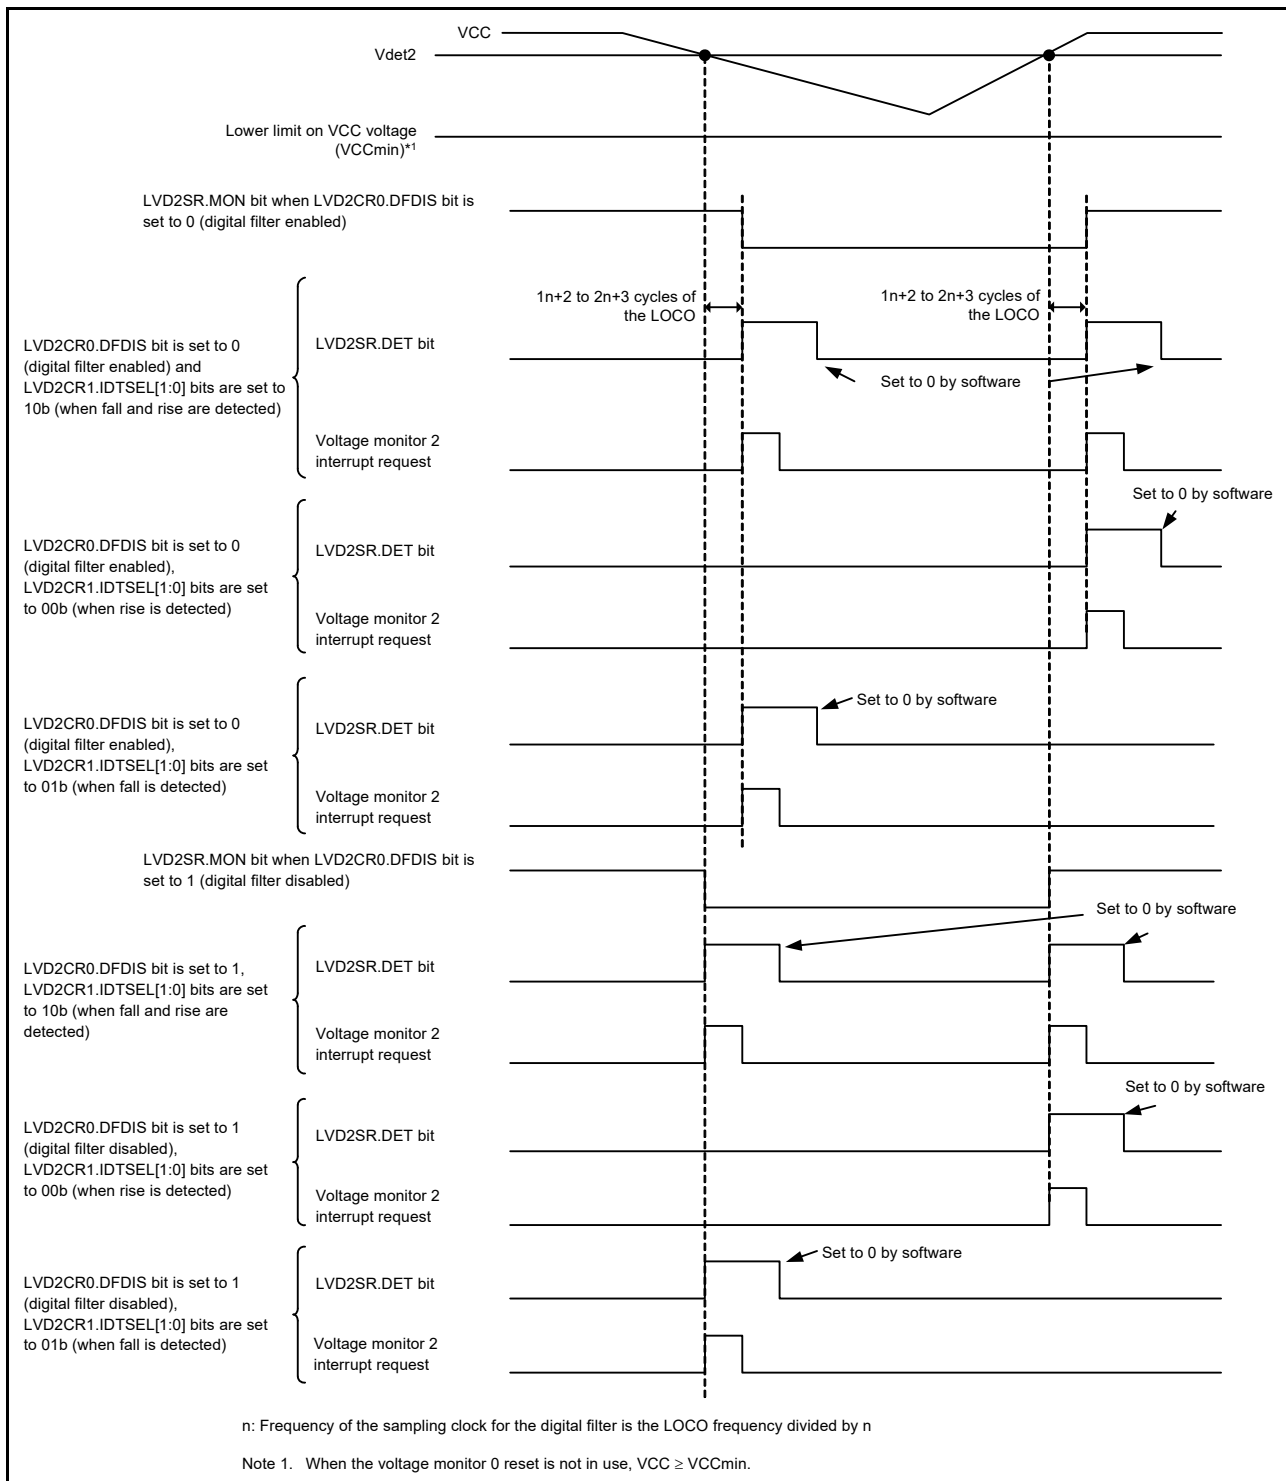 VCC
Vdet2
Lower limit on VCC voltage
(VCCmin)*1
LVD2SR.MON bit when LVD2CR0.DFDIS bit is
set to 0 (digital filter enabled)
1n+2 to 2n+3 cycles of
the LOCO
1n+2 to 2n+3 cycles of
the LOCO
LVD2CR0.DFDIS bit is set to 0
(digital filter enabled) and
LVD2CR1.IDTSEL[1:0] bits are set to
10b (when fall and rise are detected)
LVD2SR.DET bit
Set to 0 by software
Voltage monitor 2
interrupt request
Set to 0 by software
LVD2CR0.DFDIS bit is set to 0
(digital filter enabled),
LVD2CR1.IDTSEL[1:0] bits are set
to 00b (when rise is detected)
LVD2SR.DET bit
Voltage monitor 2
interrupt request
LVD2CR0.DFDIS bit is set to 0
(digital filter enabled),
LVD2CR1.IDTSEL[1:0] bits are set
to 01b (when fall is detected)
LVD2SR.DET bit
Set to 0 by software
Voltage monitor 2
interrupt request
LVD2SR.MON bit when LVD2CR0.DFDIS bit is
set to 1 (digital filter disabled)
Set to 0 by software
LVD2CR0.DFDIS bit is set to 1,
LVD2CR1.IDTSEL[1:0] bits are set
to 10b (when fall and rise are
detected)
LVD2SR.DET bit
Voltage monitor 2
interrupt request
Set to 0 by software
LVD2CR0.DFDIS bit is set to 1
(digital filter disabled),
LVD2CR1.IDTSEL[1:0] bits are set
to 00b (when rise is detected)
LVD2SR.DET bit
Voltage monitor 2
interrupt request
LVD2CR0.DFDIS bit is set to 1
(digital filter disabled),
LVD2CR1.IDTSEL[1:0] bits are set
to 01b (when fall is detected)
LVD2SR.DET bit
Set to 0 by software
Voltage monitor 2
interrupt request
n: Frequency of the sampling clock for the digital filter is the LOCO frequency divided by n
Note 1. When the voltage monitor 0 reset is not in use, VCC ≥ VCCmin.